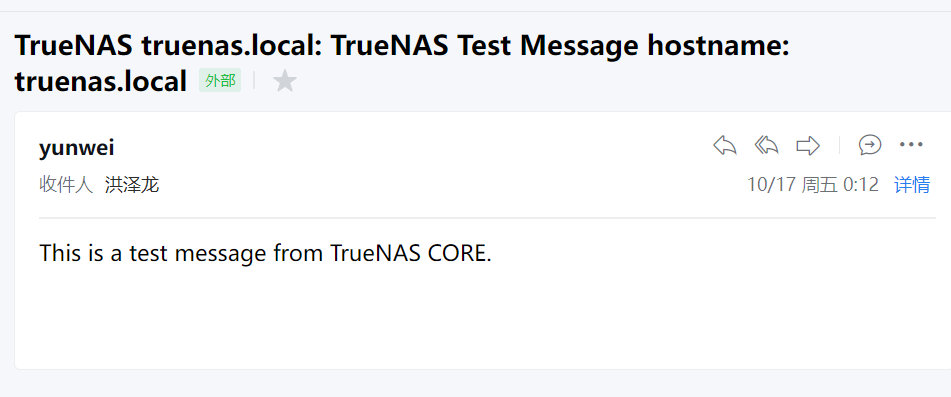 TrueNAS truenas.local: TrueNAS Test Message hostname:
truenas.local 外部
yunwei
收件人 洪泽龙 10/17 周五 0:12 详情
This is a test message from TrueNAS CORE.